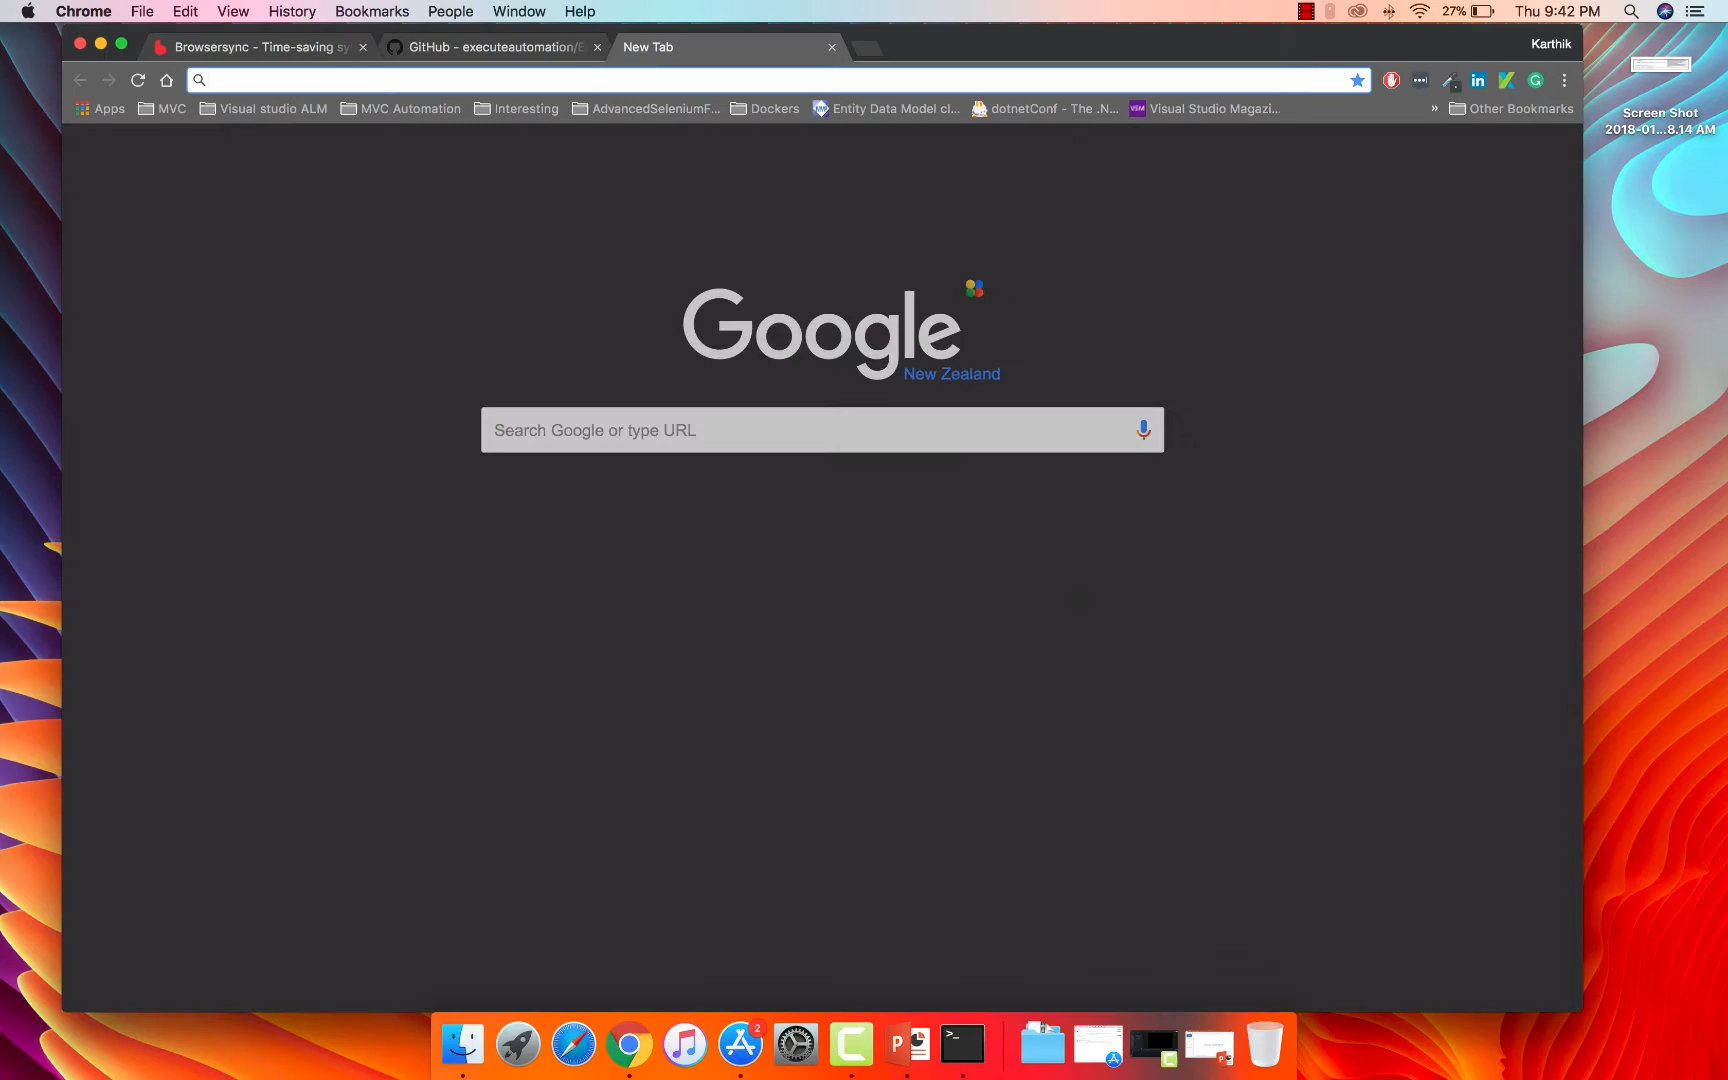 Chrome File Edit View History Bookmarks People Window Help 27% Thu 9:42 PM
Browsersync - Time-saving sy GitHub - executeautomation/E New Tab Karthik
Apps MVC Visual studio ALM MVC Automation Interesting AdvancedSeleniumF... Dockers Entity Data Model cl... dotnetConf - The .N... VSM Visual Studio Magazi... » Other Bookmarks
Screen Shot
2018-01...8.14 AM
Google
New Zealand
Search Google or type URL
2